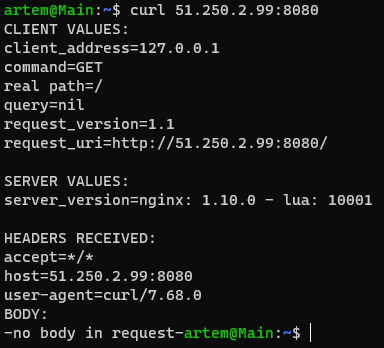 artem@Main:~$ curl 51.250.2.99:8080
CLIENT VALUES:
client_address=127.0.0.1
command=GET
real path=/
query=nil
request_version=1.1
request_uri=http://51.250.2.99:8080/

SERVER VALUES:
server_version=nginx: 1.10.0 - lua: 10001

HEADERS RECEIVED:
accept=*/*
host=51.250.2.99:8080
user-agent=curl/7.68.0
BODY:
-no body in request-artem@Main:~$